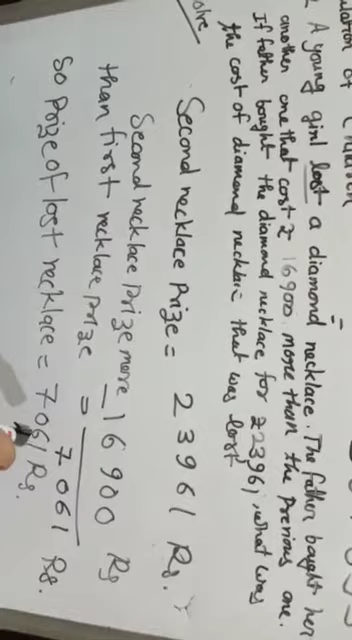 A young girl lost a diamond necklace. The father bought her
another one that cost ₹ 16900 more than the previous one.
If father bought the diamond necklace for ₹ 23961, what was
the cost of diamond necklace that was lost
Solve
Second necklace Prize = 23961 Rs.
Second necklace Prize more
than first necklace prize = - 16900 Rs
7061 Rs.
So Prize of lost necklace = 7061 Rs.